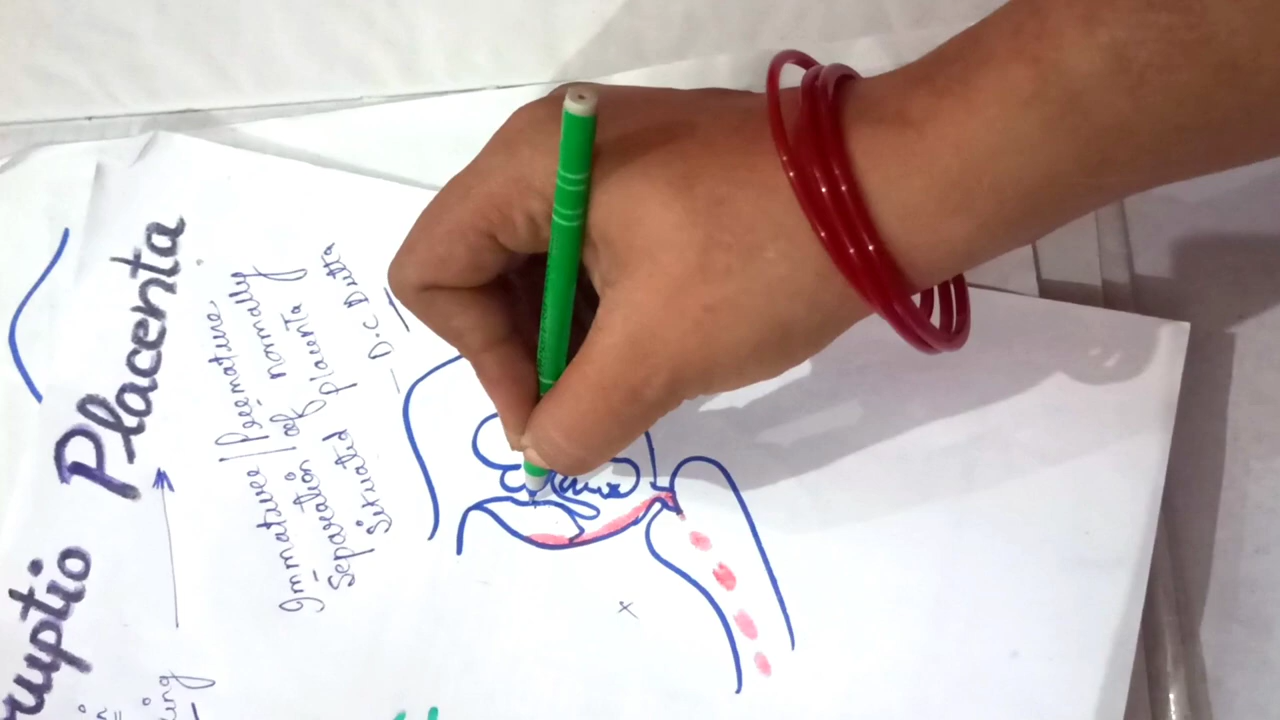 ruptio Placenta
Immature / Premature
Separation of normally
Situated Placenta
— D.C Dutta